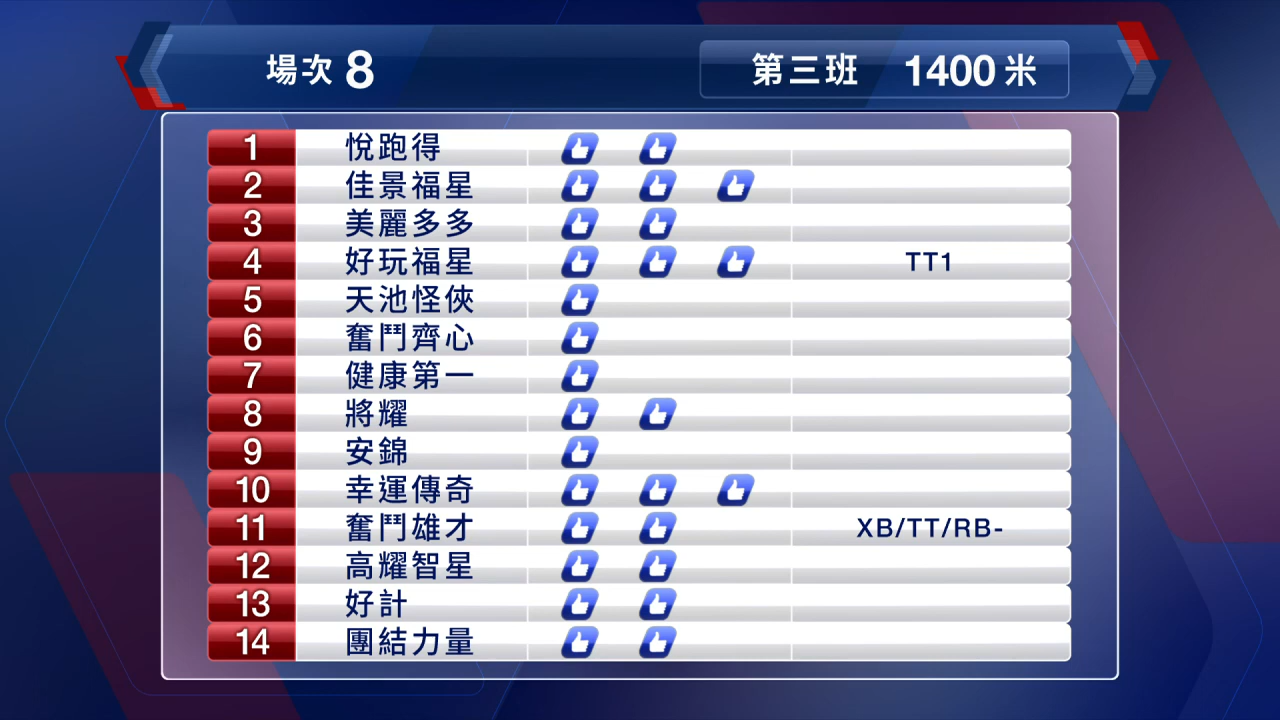 場次 8 第三班 1400 米
1 悅跑得
2 佳景福星
3 美麗多多
4 好玩福星 TT1
5 天池怪俠
6 奮鬥齊心
7 健康第一
8 將耀
9 安錦
10 幸運傳奇
11 奮鬥雄才 XB/TT/RB-
12 高耀智星
13 好計
14 團結力量